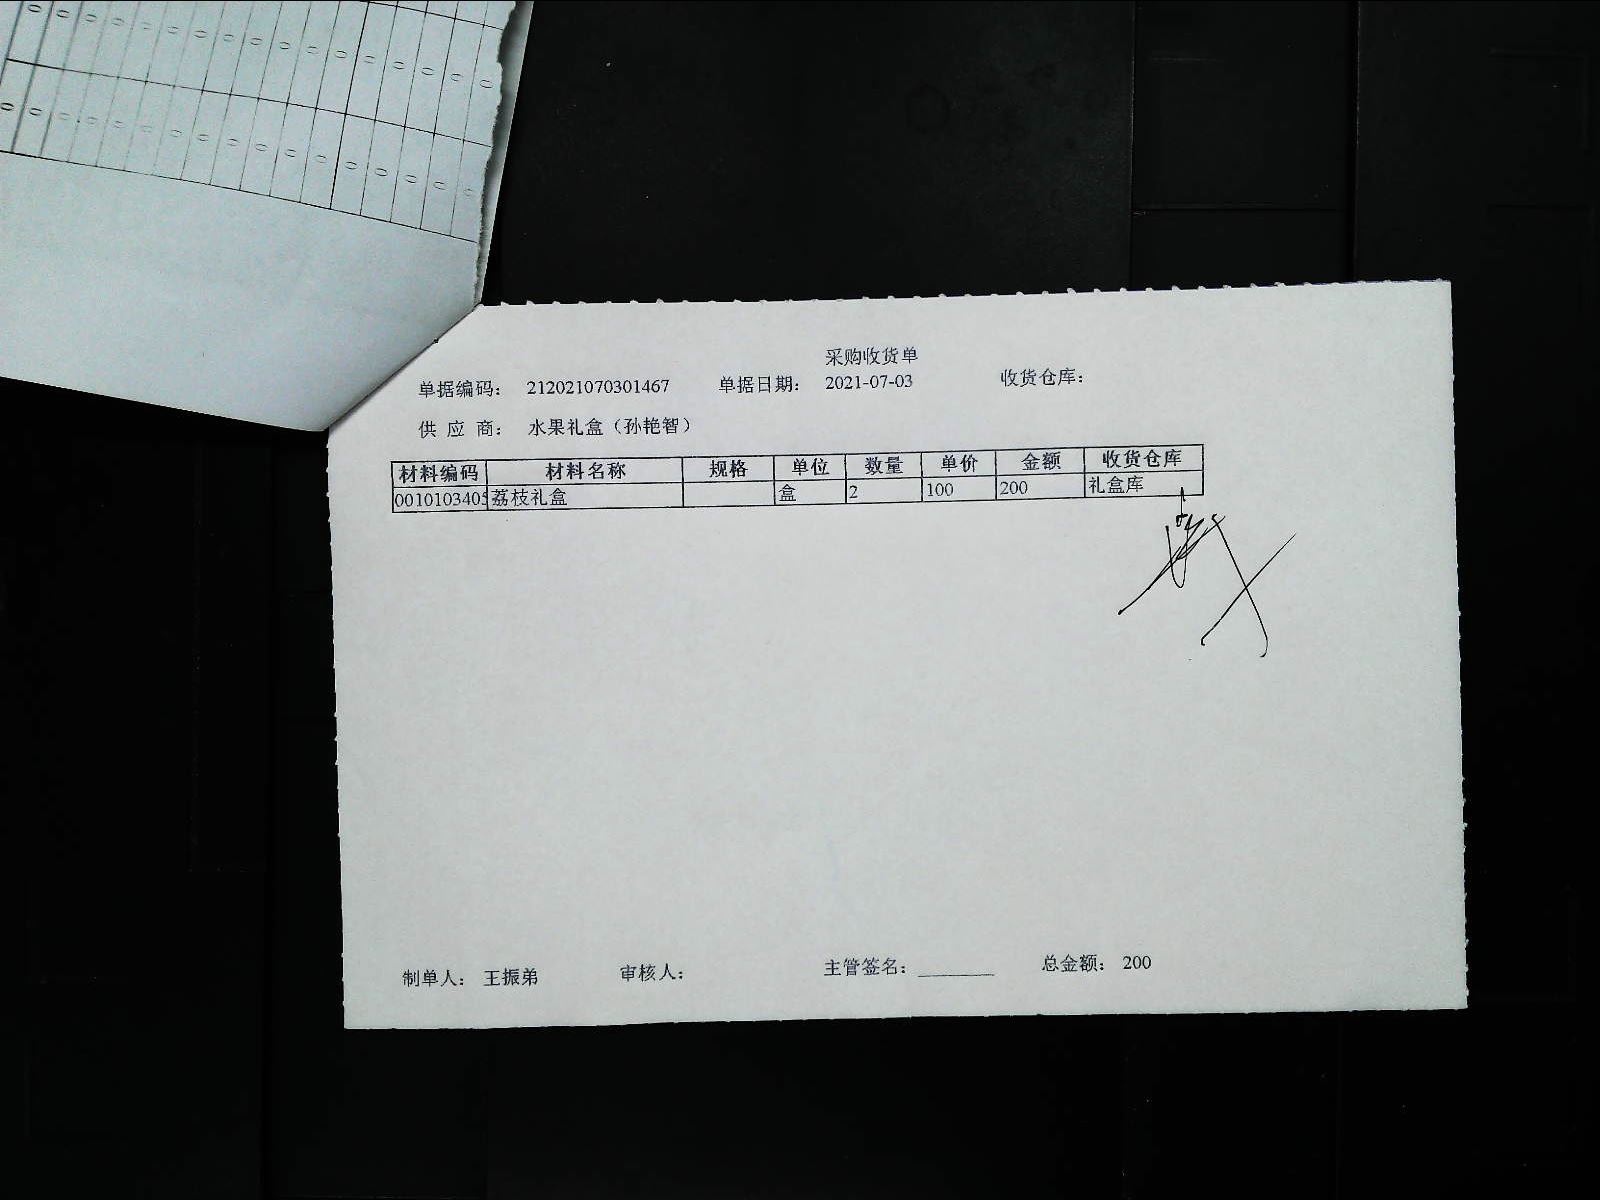 采购收货单
单据编码： 212021070301467 单据日期： 2021-07-03 收货仓库：
供 应 商： 水果礼盒（孙艳智）
材料编码 材料名称 规格 单位 数量 单价 金额 收货仓库
0010103405 荔枝礼盒 盒 2 100 200 礼盒库
制单人： 王振弟 审核人： 主管签名： ________ 总金额： 200